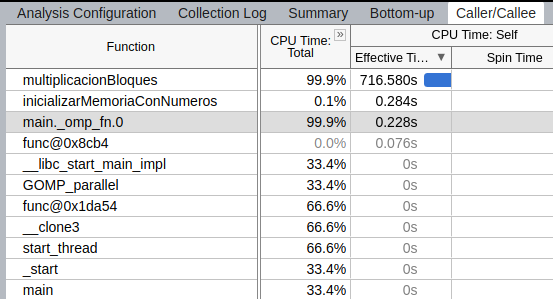 Analysis Configuration Collection Log Summary Bottom-up Caller/Callee
Function CPU Time: Total » CPU Time: Self
Effective Ti... ▼ Spin Time
multiplicacionBloques 99.9% 716.580s
inicializarMemoriaConNumeros 0.1% 0.284s
main._omp_fn.0 99.9% 0.228s
func@0x8cb4 0.0% 0.076s
__libc_start_main_impl 33.4% 0s
GOMP_parallel 33.4% 0s
func@0x1da54 66.6% 0s
__clone3 66.6% 0s
start_thread 66.6% 0s
_start 33.4% 0s
main 33.4% 0s